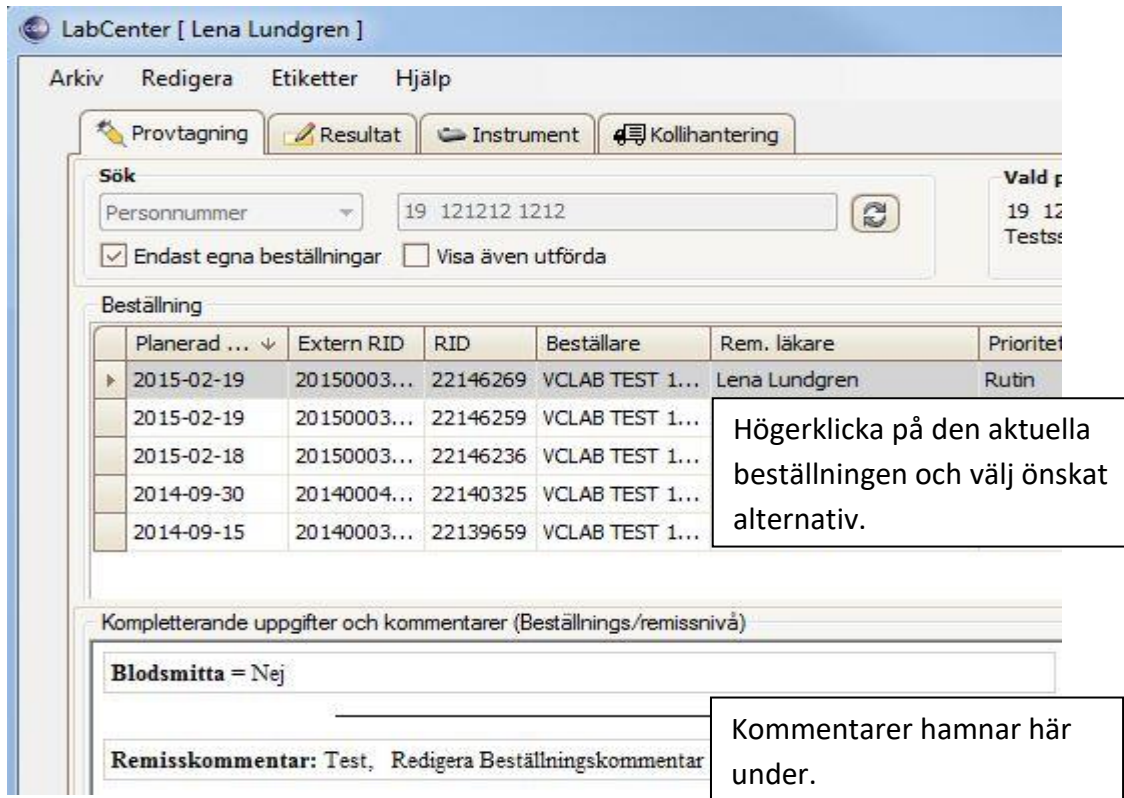 LabCenter [ Lena Lundgren ]
Arkiv Redigera Etiketter Hjälp
Provtagning Resultat Instrument Kollihantering
Sök Vald p
Personnummer 19 121212 1212 19 12
Endast egna beställningar Visa även utförda Testss
Beställning
Planerad ... Extern RID RID Beställare Rem. läkare Prioritet
2015-02-19 20150003... 22146269 VCLAB TEST 1... Lena Lundgren Rutin
2015-02-19 20150003... 22146259 VCLAB TEST 1...
2015-02-18 20150003... 22146236 VCLAB TEST 1...
2014-09-30 20140004... 22140325 VCLAB TEST 1...
2014-09-15 20140003... 22139659 VCLAB TEST 1...
Högerklicka på den aktuella
beställningen och välj önskat
alternativ.
Kompletterande uppgifter och kommentarer (Beställnings/remissnivå)
Blodsmitta = Nej
Remisskommentar: Test, Redigera Beställningskommentar
Kommentarer hamnar här
under.